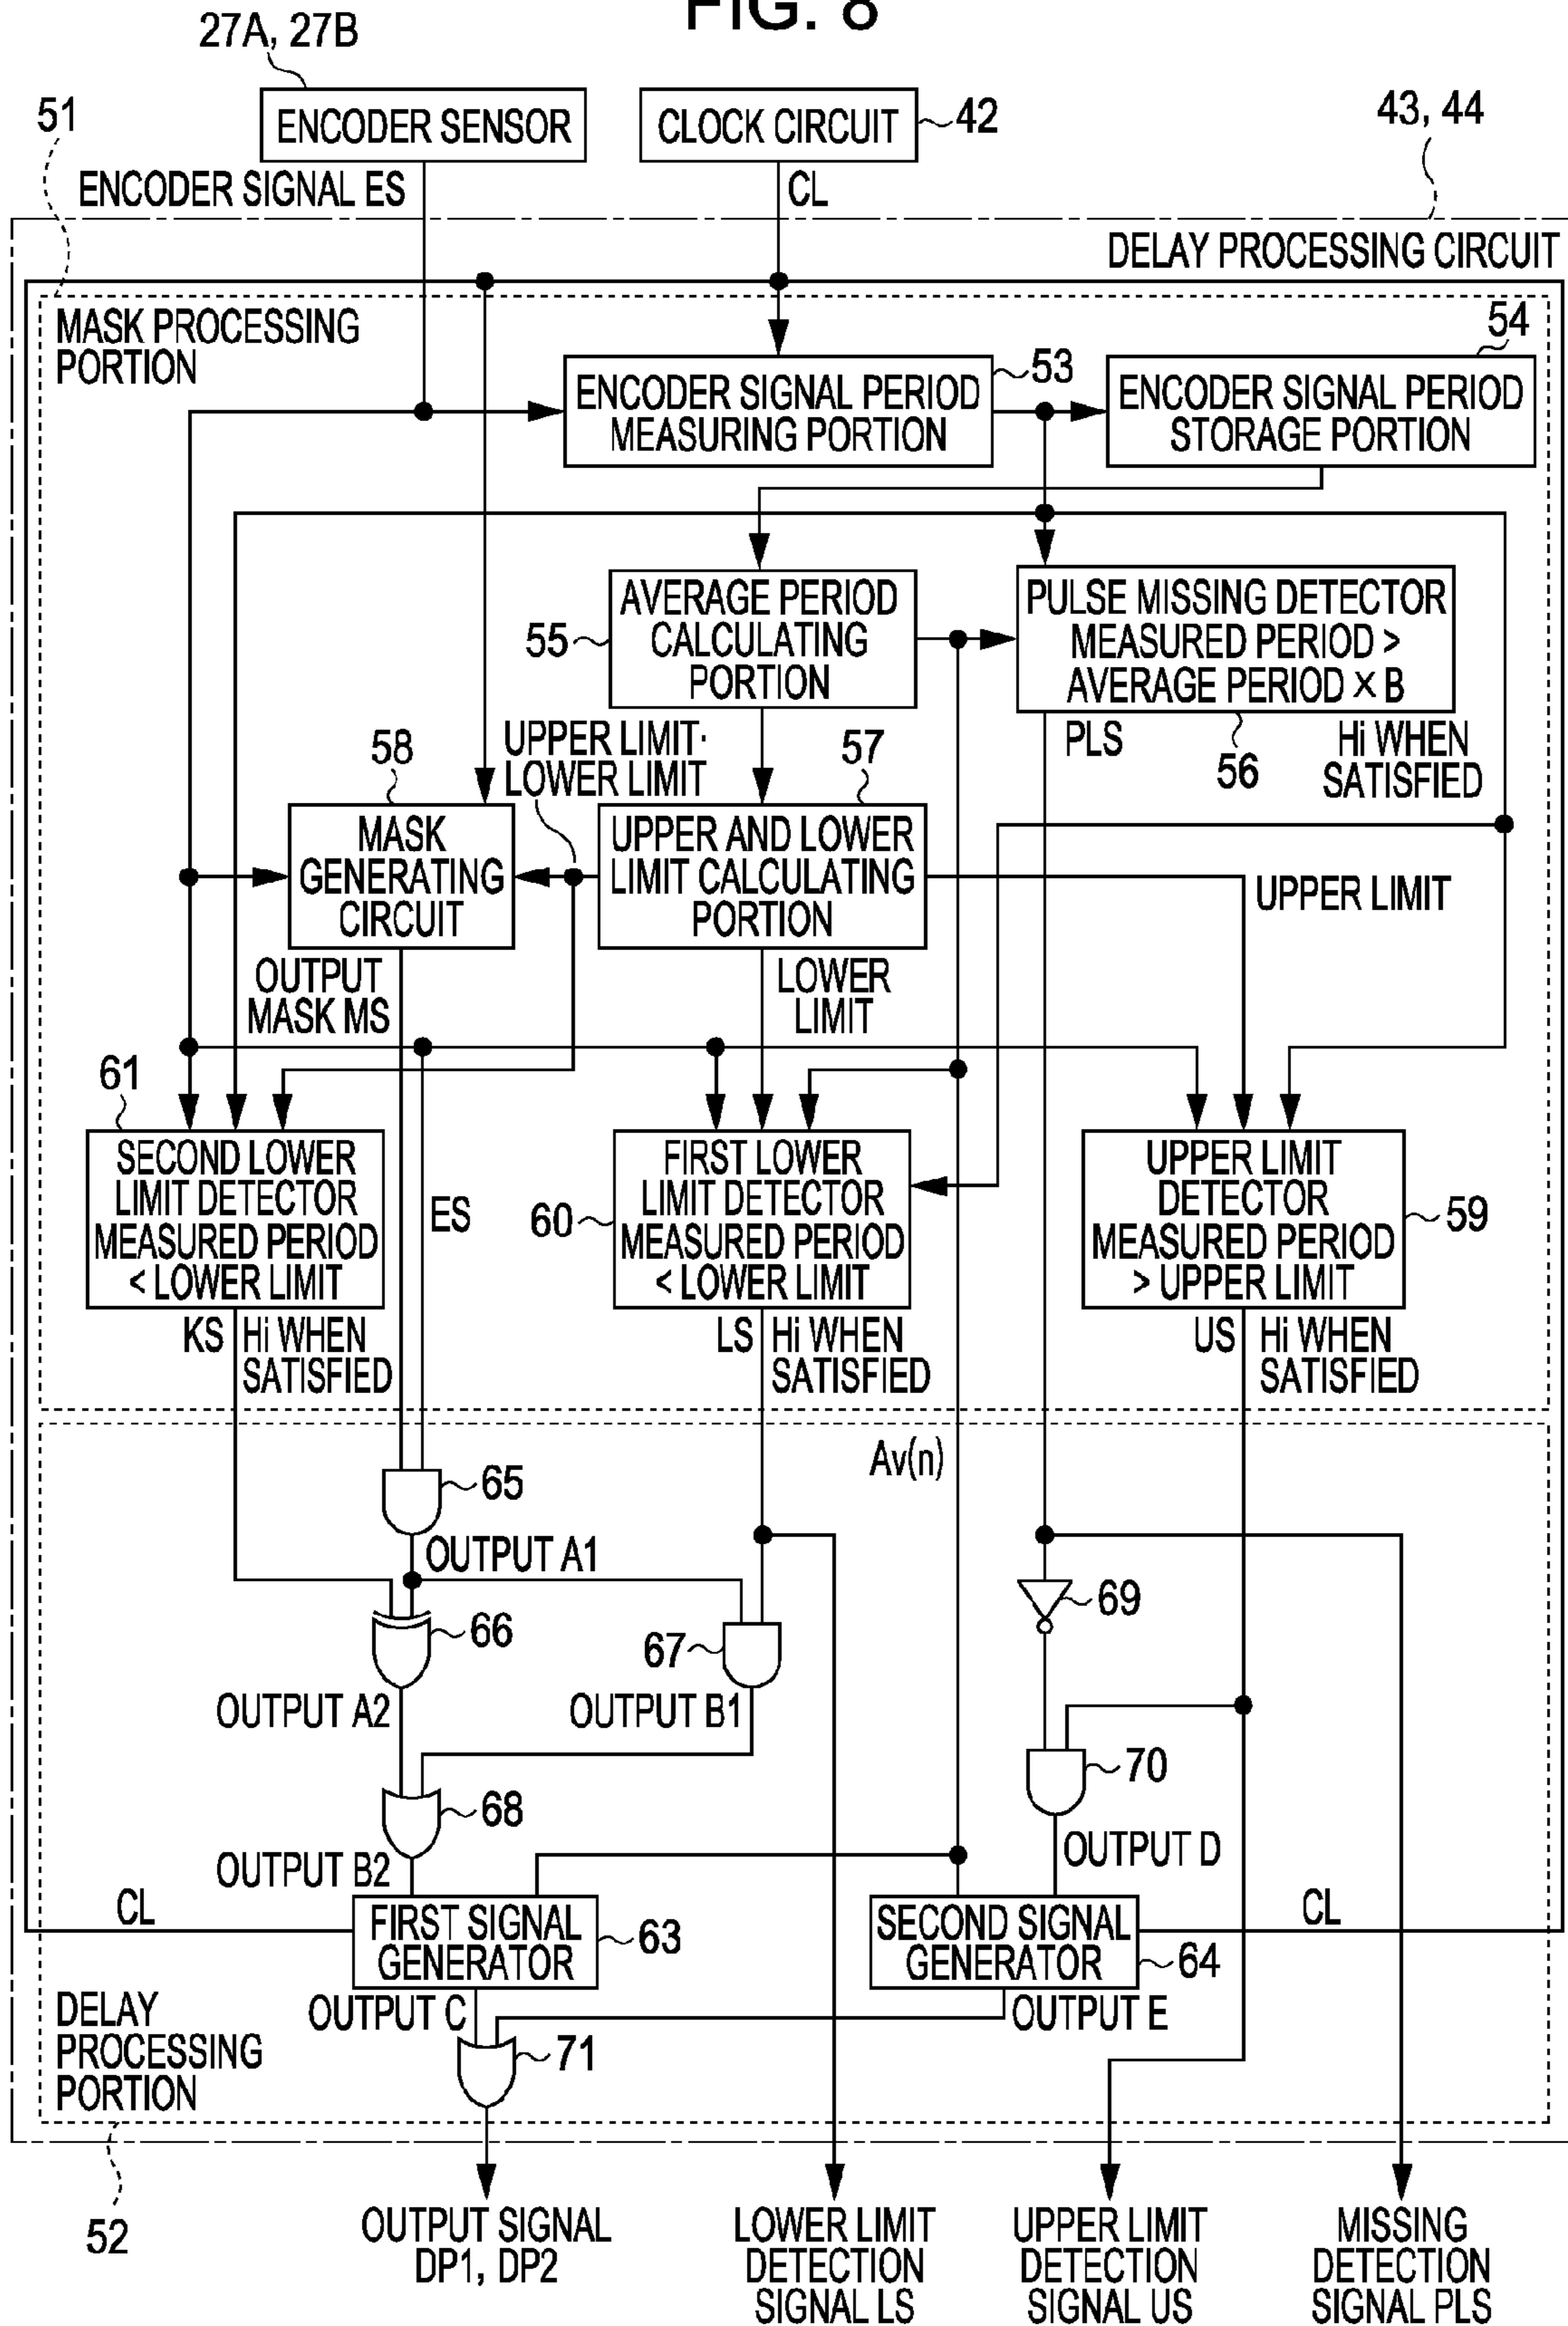 FIG. 8
27A, 27B
51
ENCODER SENSOR
CLOCK CIRCUIT
42
43, 44
ENCODER SIGNAL ES
CL
DELAY PROCESSING CIRCUIT
MASK PROCESSING
PORTION
53
54
ENCODER SIGNAL PERIOD
MEASURING PORTION
ENCODER SIGNAL PERIOD
STORAGE PORTION
55
AVERAGE PERIOD
CALCULATING
PORTION
PULSE MISSING DETECTOR
MEASURED PERIOD >
AVERAGE PERIOD × B
PLS
56
Hi WHEN
SATISFIED
58
UPPER LIMIT·
LOWER LIMIT
57
MASK
GENERATING
CIRCUIT
UPPER AND LOWER
LIMIT CALCULATING
PORTION
UPPER LIMIT
OUTPUT
MASK MS
LOWER
LIMIT
61
SECOND LOWER
LIMIT DETECTOR
MEASURED PERIOD
< LOWER LIMIT
ES
60
FIRST LOWER
LIMIT DETECTOR
MEASURED PERIOD
< LOWER LIMIT
UPPER LIMIT
DETECTOR
MEASURED PERIOD
> UPPER LIMIT
59
KS
Hi WHEN
SATISFIED
LS
Hi WHEN
SATISFIED
US
Hi WHEN
SATISFIED
Av(n)
65
OUTPUT A1
66
67
69
OUTPUT A2
OUTPUT B1
68
70
OUTPUT B2
OUTPUT D
CL
FIRST SIGNAL
GENERATOR
63
SECOND SIGNAL
GENERATOR
64
CL
OUTPUT C
OUTPUT E
71
DELAY
PROCESSING
PORTION
52
OUTPUT SIGNAL
DP1, DP2
LOWER LIMIT
DETECTION
SIGNAL LS
UPPER LIMIT
DETECTION
SIGNAL US
MISSING
DETECTION
SIGNAL PLS